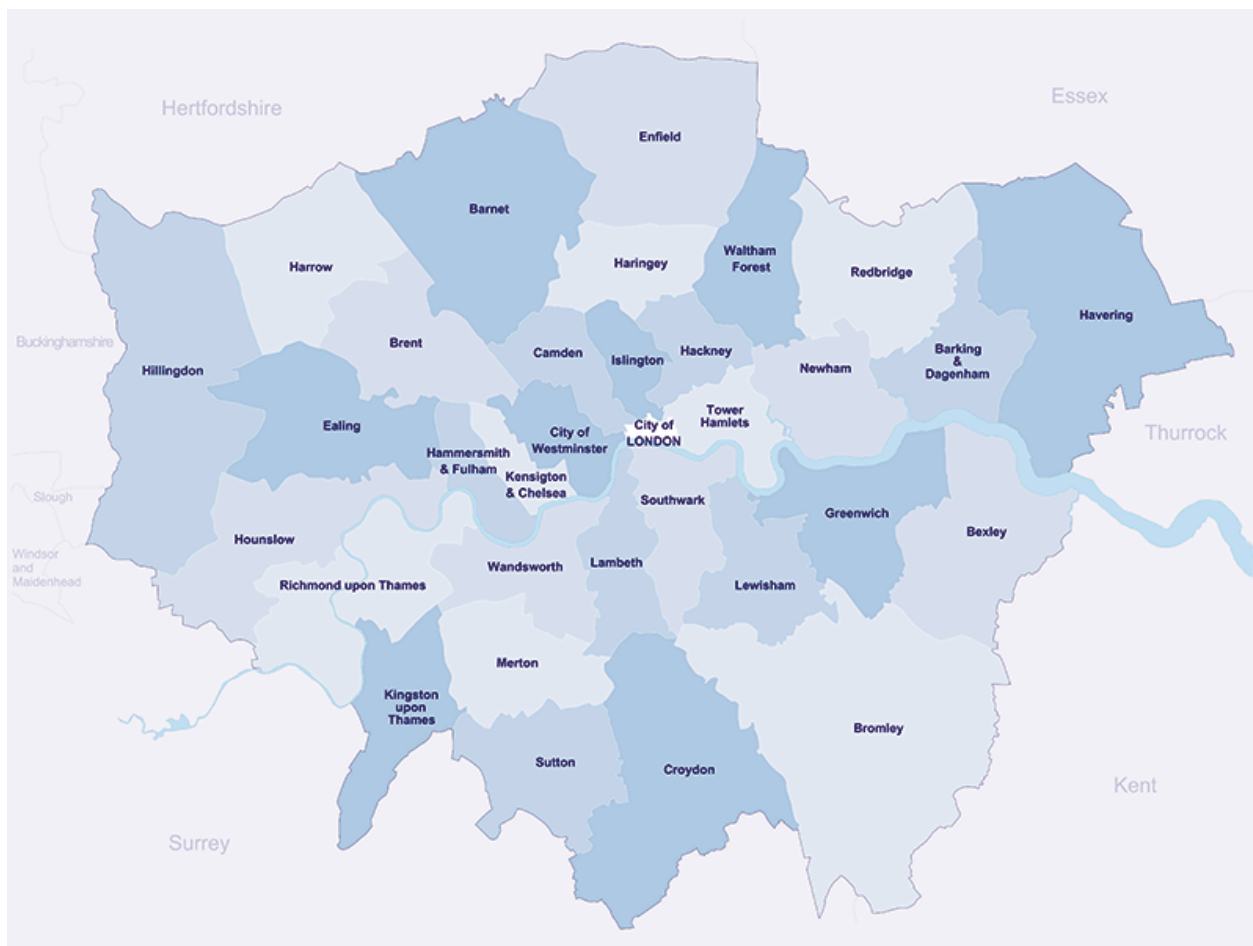 Hertfordshire
Essex
Enfield
Barnet
Waltham
Forest
Haringey
Harrow
Redbridge
Havering
Buckinghamshire
Brent
Camden
Islington
Hackney
Barking
&
Dagenham
Hillingdon
Newham
Tower
Hamlets
Ealing
City of
LONDON
City of
Westminster
Thurrock
Hammersmith
& Fulham
Kensigton
& Chelsea
Slough
Southwark
Greenwich
Hounslow
Bexley
Windsor
and
Maidenhead
Wandsworth
Lambeth
Richmond upon Thames
Lewisham
Merton
Kingston
upon
Thames
Bromley
Sutton
Croydon
Kent
Surrey